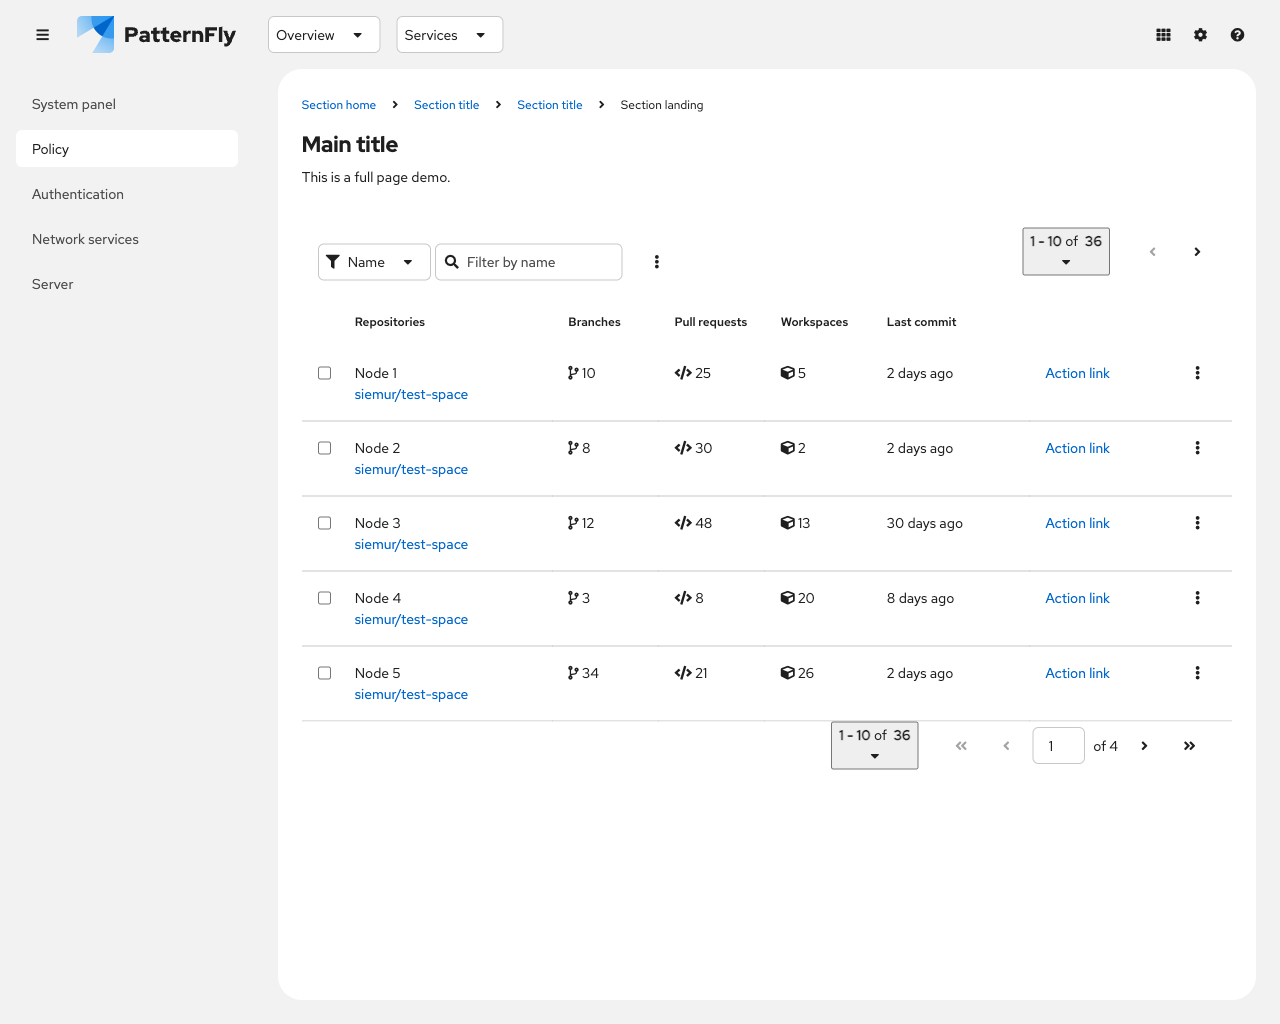 PatternFly
Overview
Services
System panel
Policy
Authentication
Network services
Server
Section home
Section title
Section title
Section landing
Main title
This is a full page demo.
Name
Filter by name
1 - 10 of 36
Repositories Branches Pull requests Workspaces Last commit
Node 1 10 25 5 2 days ago Action link
siemur/test-space
Node 2 8 30 2 2 days ago Action link
siemur/test-space
Node 3 12 48 13 30 days ago Action link
siemur/test-space
Node 4 3 8 20 8 days ago Action link
siemur/test-space
Node 5 34 21 26 2 days ago Action link
siemur/test-space
1 - 10 of 36
1 of 4